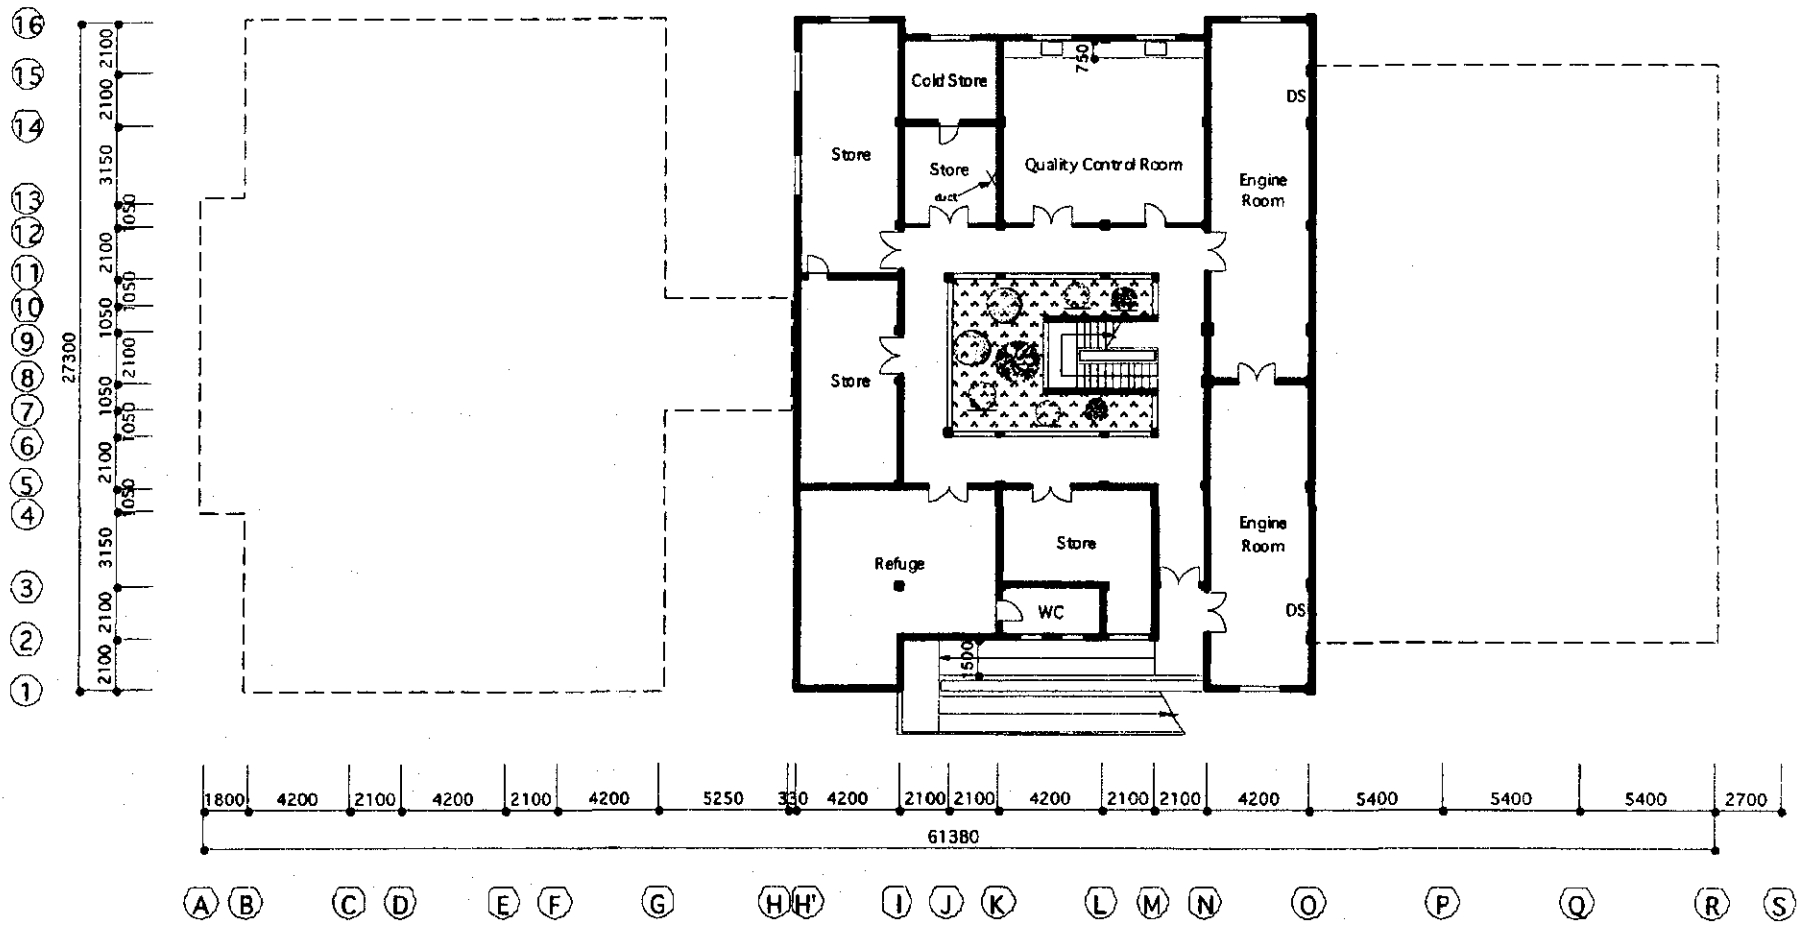 16
15
14
13
12
11
10
9
8
7
6
5
4
3
2
1
2100
2100
3150
1050
2100
1050
1050
2100
1050
1050
2100
1050
3150
2100
2100
27300
750
Cold Store
DS
Store
Store
duct
Quality Control Room
Engine
Room
Store
Engine
Room
Store
Refuge
WC
DS
1500
1800 4200 2100 4200 2100 4200 5250 330 4200 2100 2100 4200 2100 2100 4200 5400 5400 5400 2700
61380
A B C D E F G H H' I J K L M N O P Q R S